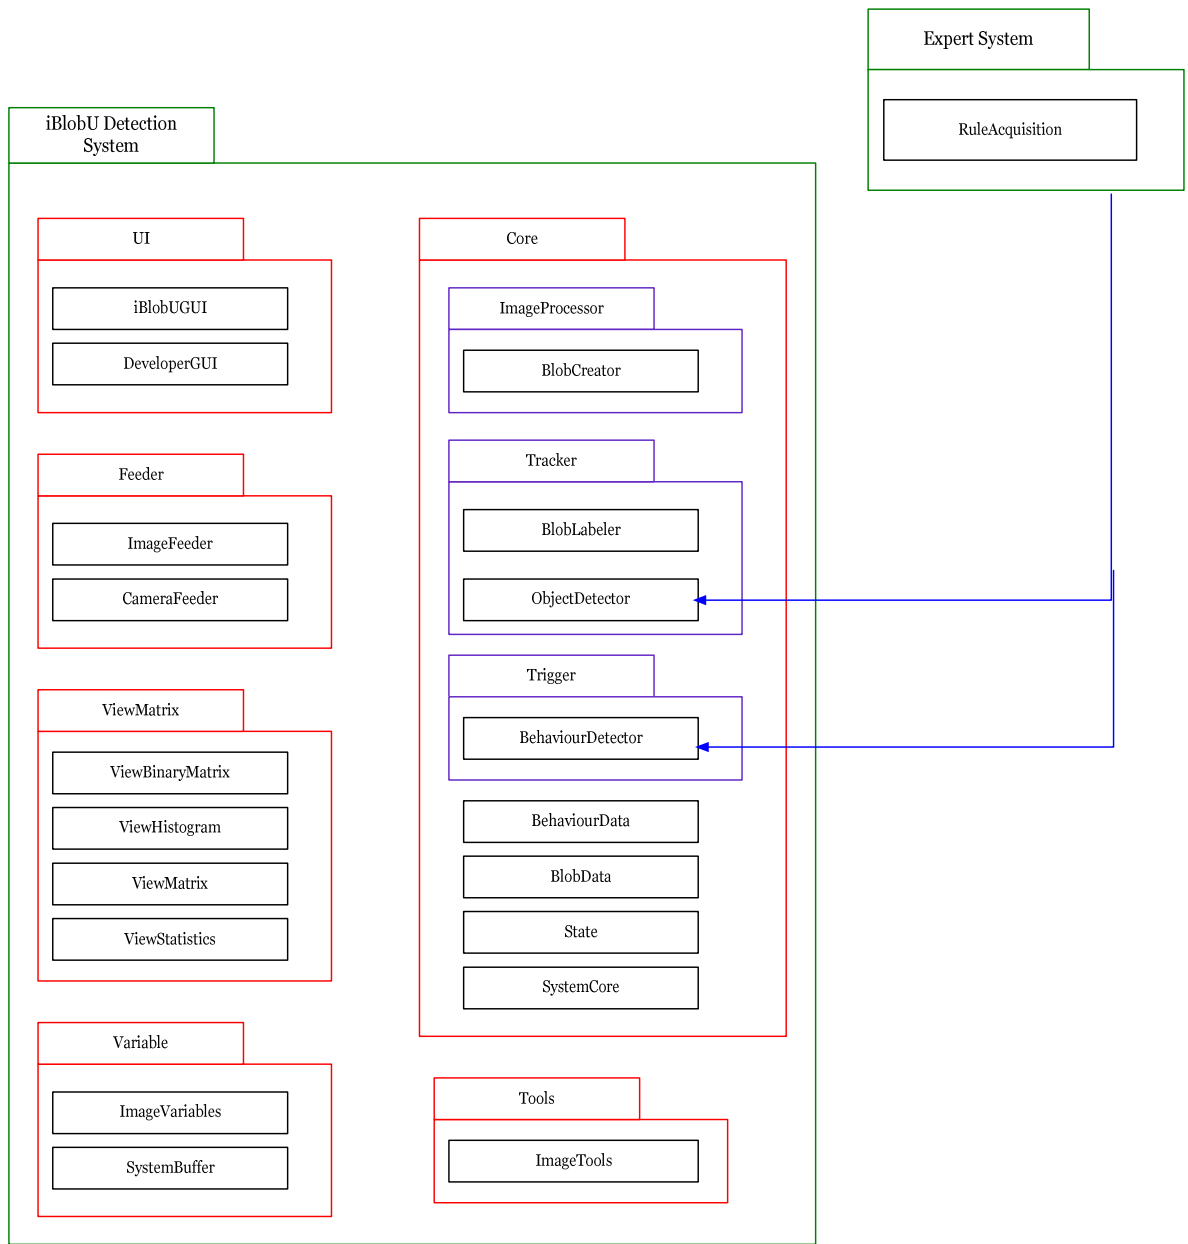 Expert System
RuleAcquisition
iBlobU Detection
System
UI
iBlobUGUI
DeveloperGUI
Feeder
ImageFeeder
CameraFeeder
ViewMatrix
ViewBinaryMatrix
ViewHistogram
ViewMatrix
ViewStatistics
Variable
ImageVariables
SystemBuffer
Core
ImageProcessor
BlobCreator
Tracker
BlobLabeler
ObjectDetector
Trigger
BehaviourDetector
BehaviourData
BlobData
State
SystemCore
Tools
ImageTools